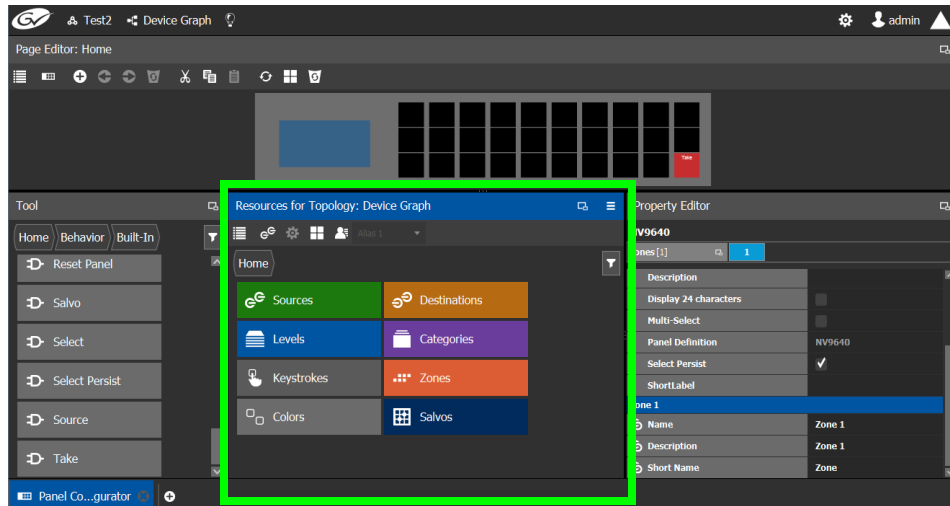 GV Test2 Device Graph admin
Page Editor: Home
Take
Tool
Home Behavior Built-In
Reset Panel
Salvo
Select
Select Persist
Source
Take
Resources for Topology: Device Graph
Alias 1
Home
Sources Destinations
Levels Categories
Keystrokes Zones
Colors Salvos
Property Editor
NV9640
ones [1] 1
Description
Display 24 characters
Multi-Select
Panel Definition NV9640
Select Persist
ShortLabel
one 1
Name Zone 1
Description Zone 1
Short Name Zone
Panel Co...gurator